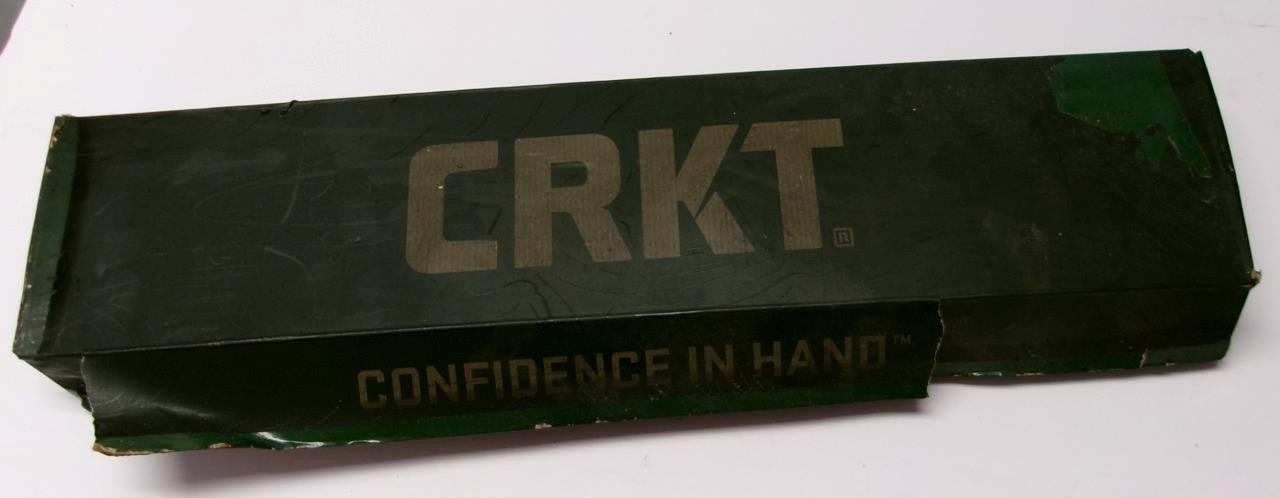 CRKT®
CONFIDENCE IN HAND™